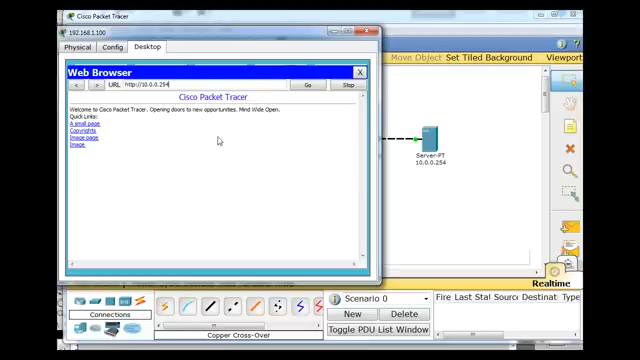 Cisco Packet Tracer
192.168.1.100
Physical Config Desktop
Move Object Set Tiled Background Viewport
Web Browser X
< > URL http://10.0.0.254 Go Stop
Cisco Packet Tracer
Welcome to Cisco Packet Tracer. Opening doors to new opportunities. Mind Wide Open.
Quick Links:
A small page
Copyrights
Image page
Image
Server-PT
10.0.0.254
Realtime
Connections
Copper Cross-Over
Scenario 0
New Delete
Toggle PDU List Window
Fire Last Stat Source Destinat Type